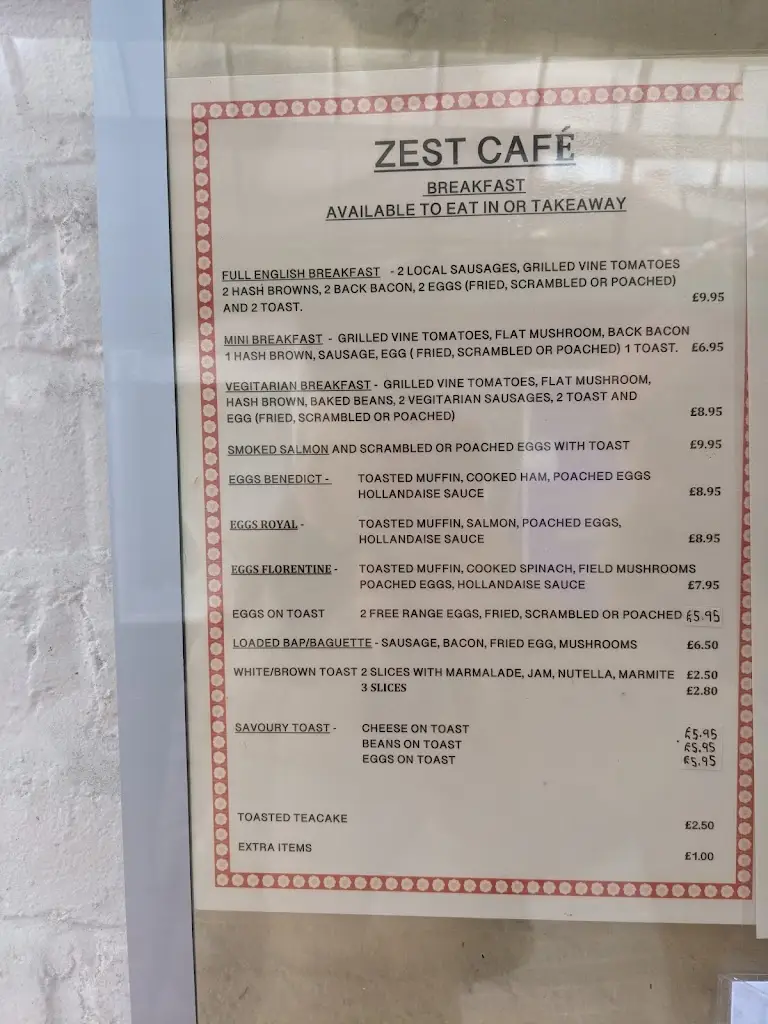 ZEST CAFÉ
BREAKFAST
AVAILABLE TO EAT IN OR TAKEAWAY
FULL ENGLISH BREAKFAST - 2 LOCAL SAUSAGES, GRILLED VINE TOMATOES
2 HASH BROWNS, 2 BACK BACON, 2 EGGS (FRIED, SCRAMBLED OR POACHED)
AND 2 TOAST. £9.95
MINI BREAKFAST - GRILLED VINE TOMATOES, FLAT MUSHROOM, BACK BACON
1 HASH BROWN, SAUSAGE, EGG ( FRIED, SCRAMBLED OR POACHED) 1 TOAST. £6.95
VEGITARIAN BREAKFAST - GRILLED VINE TOMATOES, FLAT MUSHROOM,
HASH BROWN, BAKED BEANS, 2 VEGITARIAN SAUSAGES, 2 TOAST AND
EGG (FRIED, SCRAMBLED OR POACHED) £8.95
SMOKED SALMON AND SCRAMBLED OR POACHED EGGS WITH TOAST £9.95
EGGS BENEDICT - TOASTED MUFFIN, COOKED HAM, POACHED EGGS
HOLLANDAISE SAUCE £8.95
EGGS ROYAL - TOASTED MUFFIN, SALMON, POACHED EGGS,
HOLLANDAISE SAUCE £8.95
EGGS FLORENTINE - TOASTED MUFFIN, COOKED SPINACH, FIELD MUSHROOMS
POACHED EGGS, HOLLANDAISE SAUCE £7.95
EGGS ON TOAST 2 FREE RANGE EGGS, FRIED, SCRAMBLED OR POACHED £5.95
LOADED BAP/BAGUETTE - SAUSAGE, BACON, FRIED EGG, MUSHROOMS £6.50
WHITE/BROWN TOAST 2 SLICES WITH MARMALADE, JAM, NUTELLA, MARMITE £2.50
3 SLICES £2.80
SAVOURY TOAST - CHEESE ON TOAST £5.95
BEANS ON TOAST £5.95
EGGS ON TOAST £5.95
TOASTED TEACAKE £2.50
EXTRA ITEMS £1.00